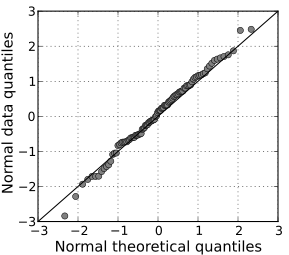 3
2
1
0
−1
−2
−3
Normal data quantiles
−3 −2 −1 0 1 2 3
Normal theoretical quantiles